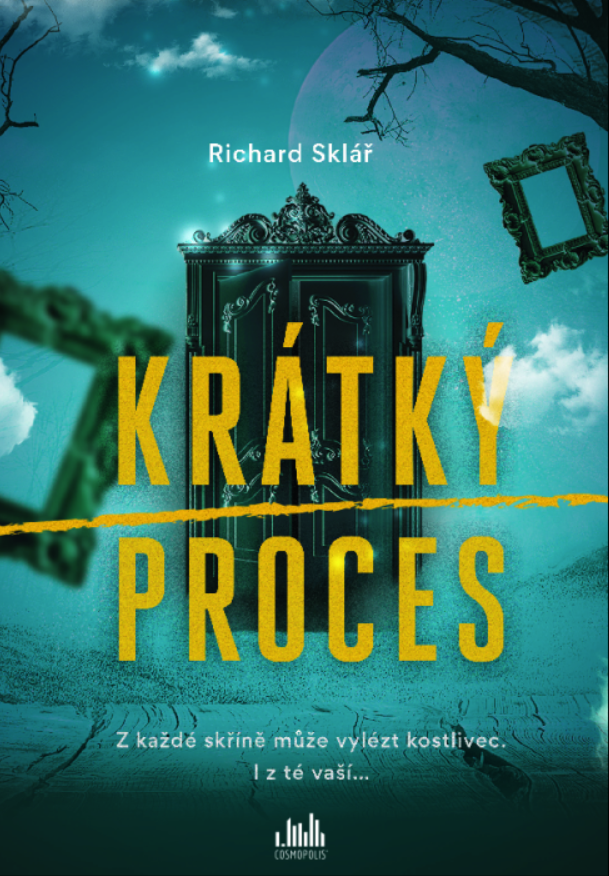 Richard Sklář
KRÁTKÝ
PROCES
Z každé skříně může vylézt kostlivec.
I z té vaší...
COSMOPOLIS